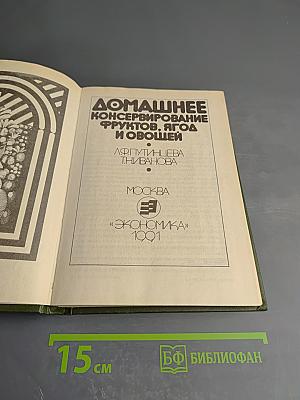 ДОМАШНЕЕ
КОНСЕРВИРОВАНИЕ
ФРУКТОВ, ЯГОД
И ОВОЩЕЙ
Л.Ф.ПУТИНЦЕВА
Т.Н.ИВАНОВА
МОСКВА
«ЭКОНОМИКА»
1991
15 см
БФ БИБЛИОФАН